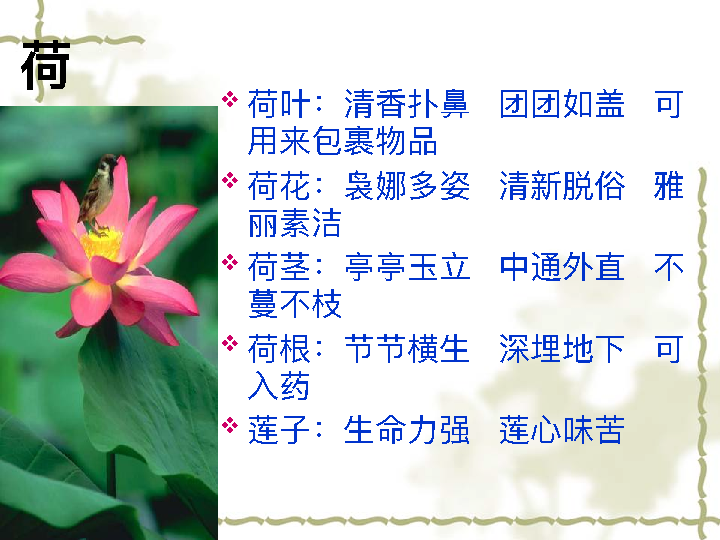 荷
荷叶：清香扑鼻 团团如盖 可
用来包裹物品
荷花：袅娜多姿 清新脱俗 雅
丽素洁
荷茎：亭亭玉立 中通外直 不
蔓不枝
荷根：节节横生 深埋地下 可
入药
莲子：生命力强 莲心味苦